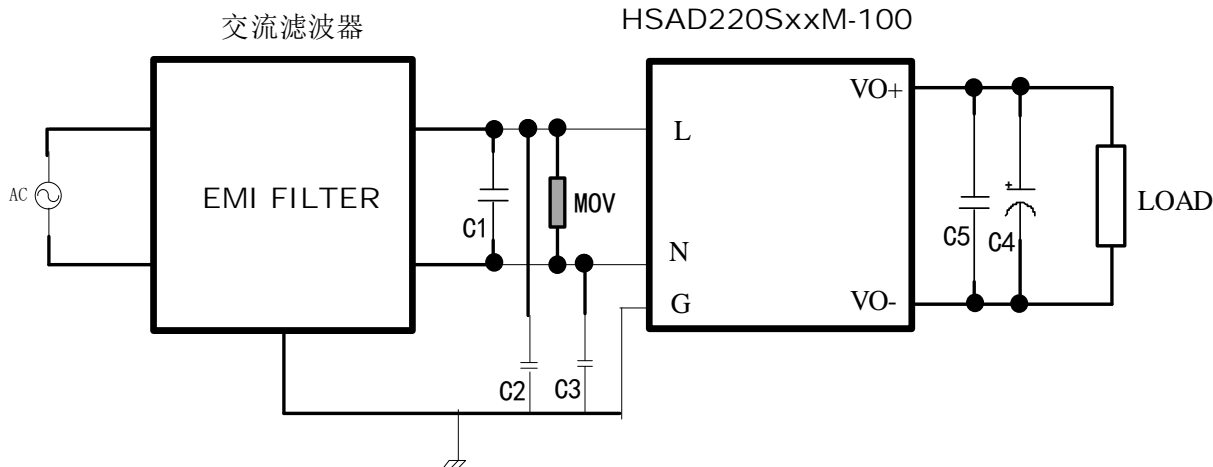 交流滤波器
HSAD220SxxM-100
AC
EMI FILTER
C1
MOV
C2
C3
L
N
G
VO+
VO-
C5
C4
+
LOAD